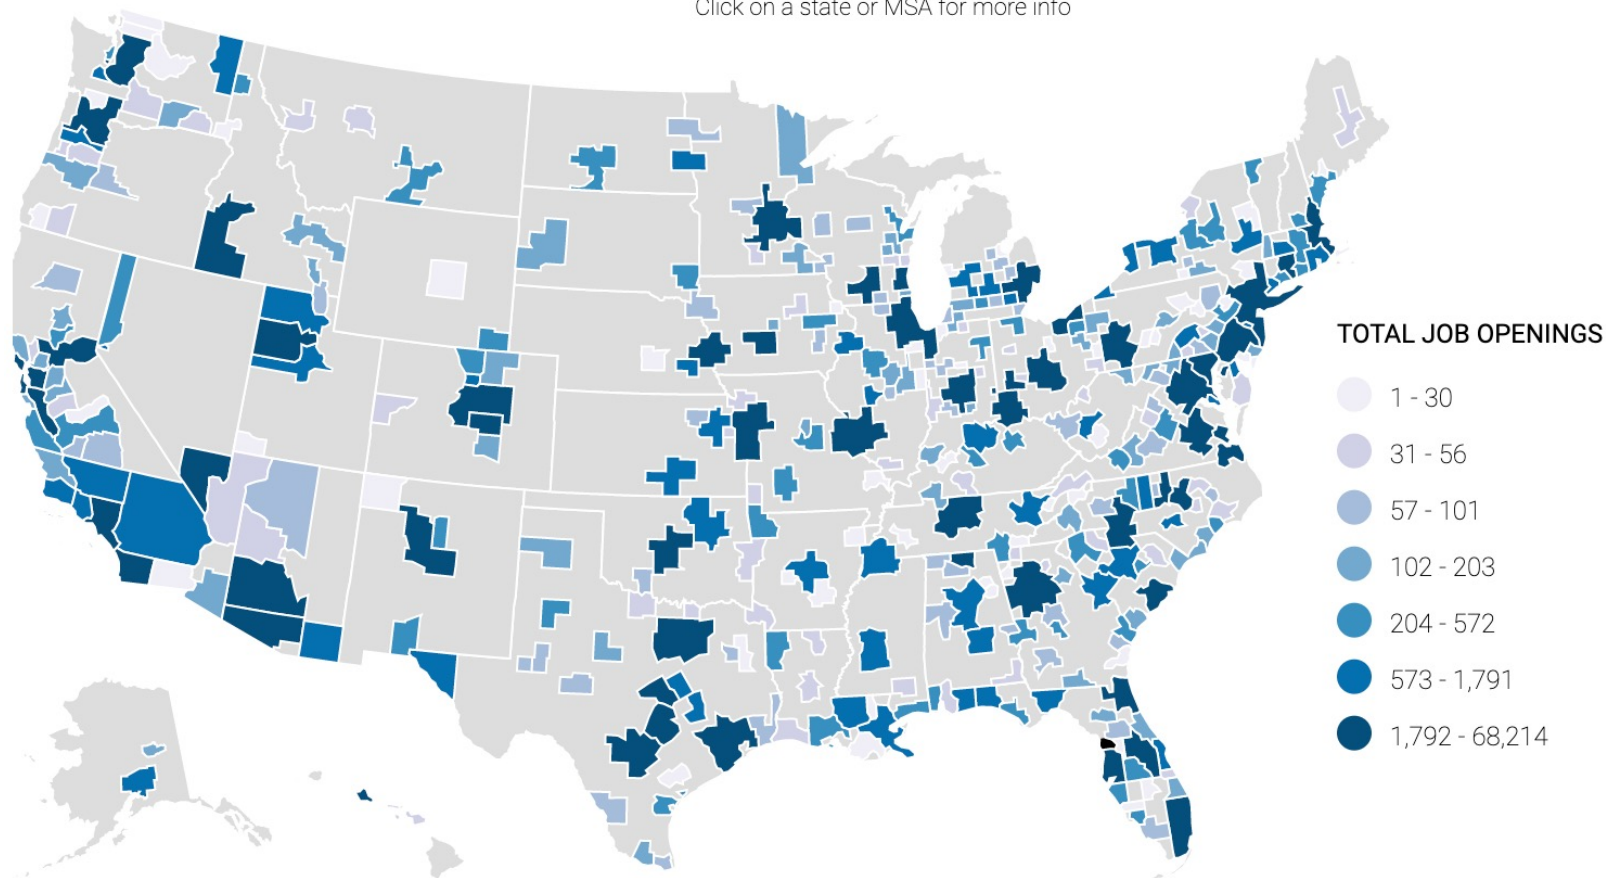 Click on a state or MSA for more info
TOTAL JOB OPENINGS
1 - 30
31 - 56
57 - 101
102 - 203
204 - 572
573 - 1,791
1,792 - 68,214